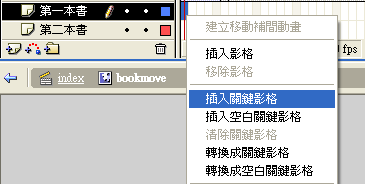 第一本書
第二本書
index bookmove
建立移動補間動畫
插入影格
移除影格
插入關鍵影格
插入空白關鍵影格
清除關鍵影格
轉換成關鍵影格
轉換成空白關鍵影格
fps